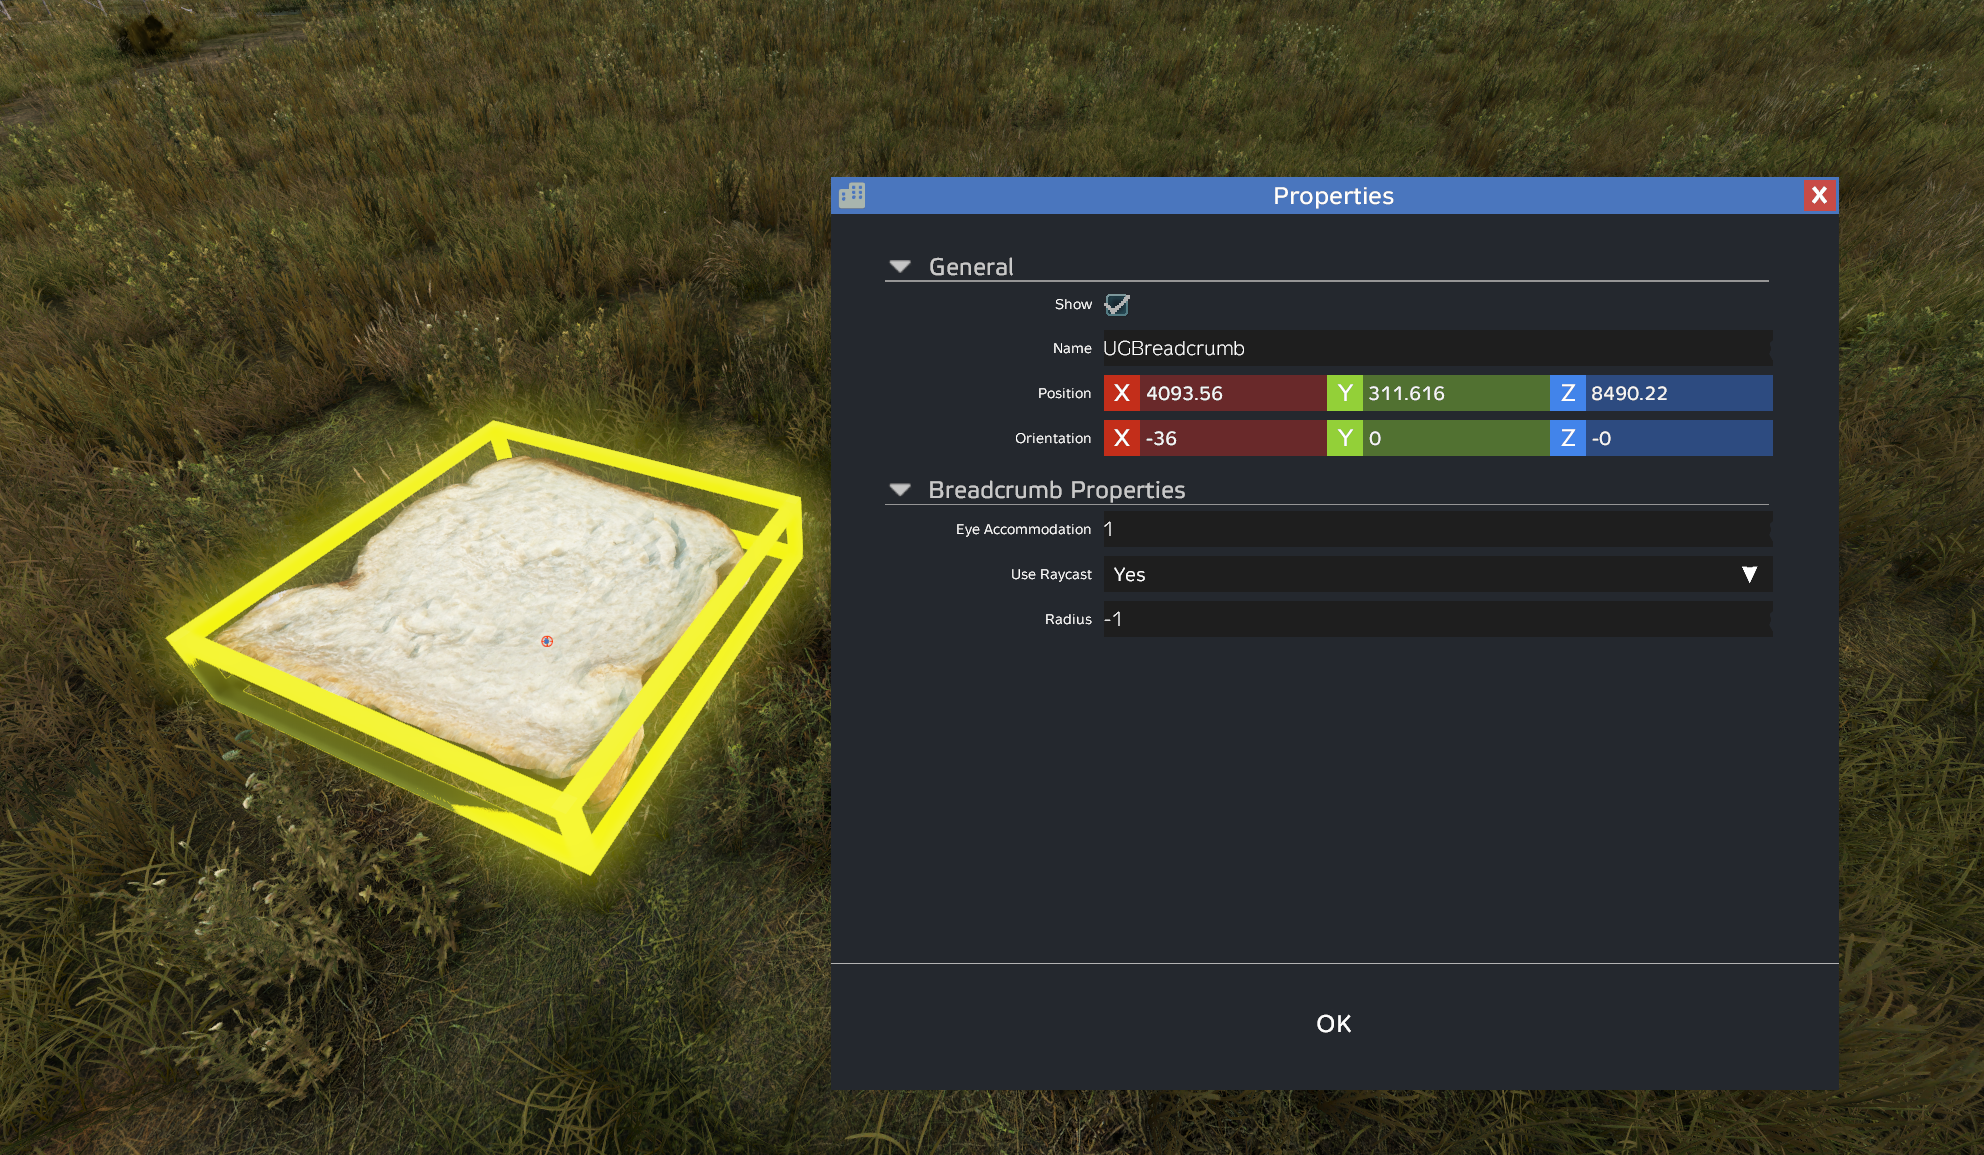 Properties
General
Show
Name UGBreadcrumb
Position X 4093.56 Y 311.616 Z 8490.22
Orientation X -36 Y 0 Z -0
Breadcrumb Properties
Eye Accommodation 1
Use Raycast Yes
Radius -1
OK